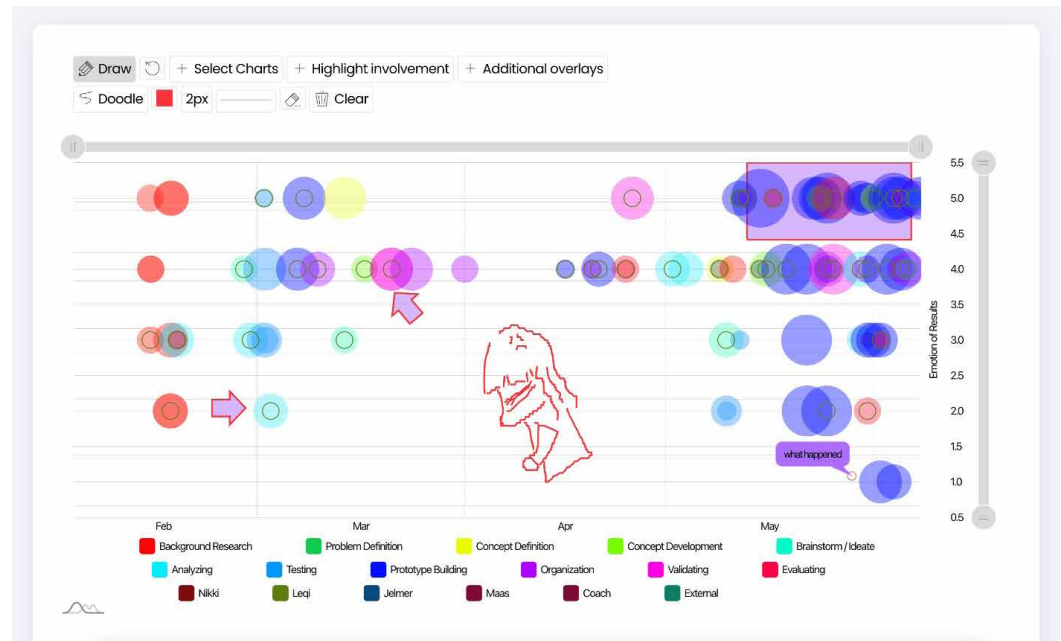 Draw
+ Select Charts
+ Highlight involvement
+ Additional overlays
Doodle
2px
Clear
5.5
5.0
4.5
4.0
3.5
3.0
2.5
2.0
1.5
1.0
0.5
Emotion of Results
what happened
Feb Mar Apr May
Background Research Problem Definition Concept Definition Concept Development Brainstorm / Ideate
Analyzing Testing Prototype Building Organization Validating Evaluating
Nikki Leqi Jelmer Maas Coach External